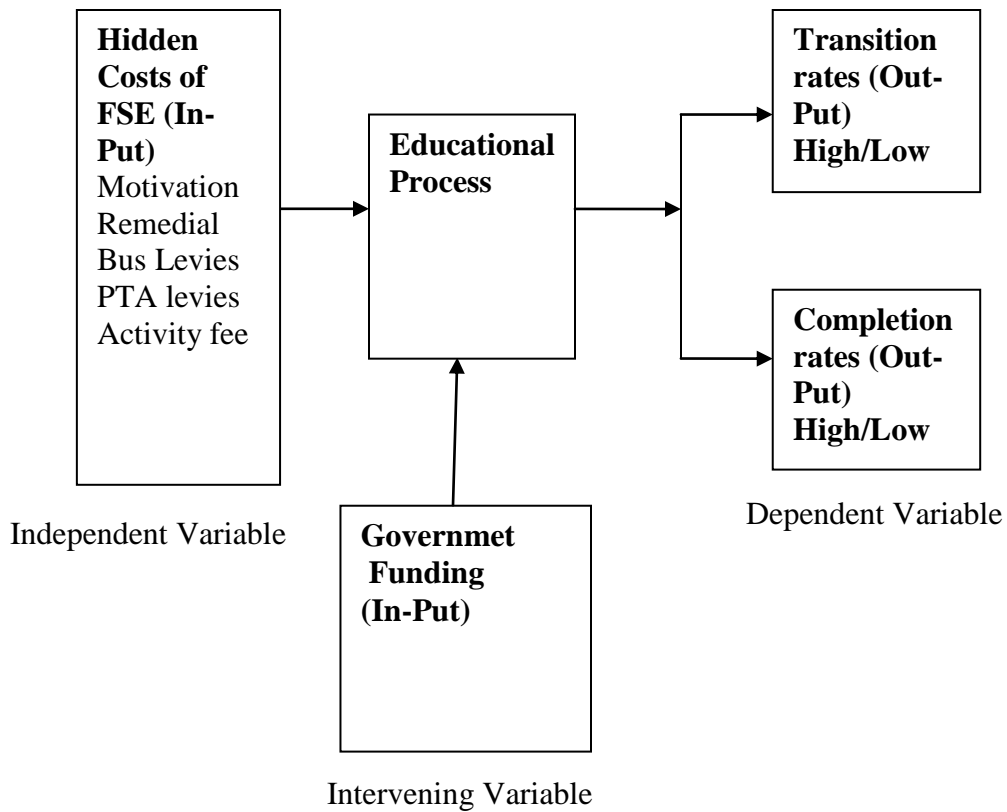 Hidden
Costs of
FSE (In-
Put)
Motivation
Remedial
Bus Levies
PTA levies
Activity fee
Independent Variable
Educational
Process
Governmet
Funding
(In-Put)
Intervening Variable
Transition
rates (Out-
Put)
High/Low
Completion
rates (Out-
Put)
High/Low
Dependent Variable